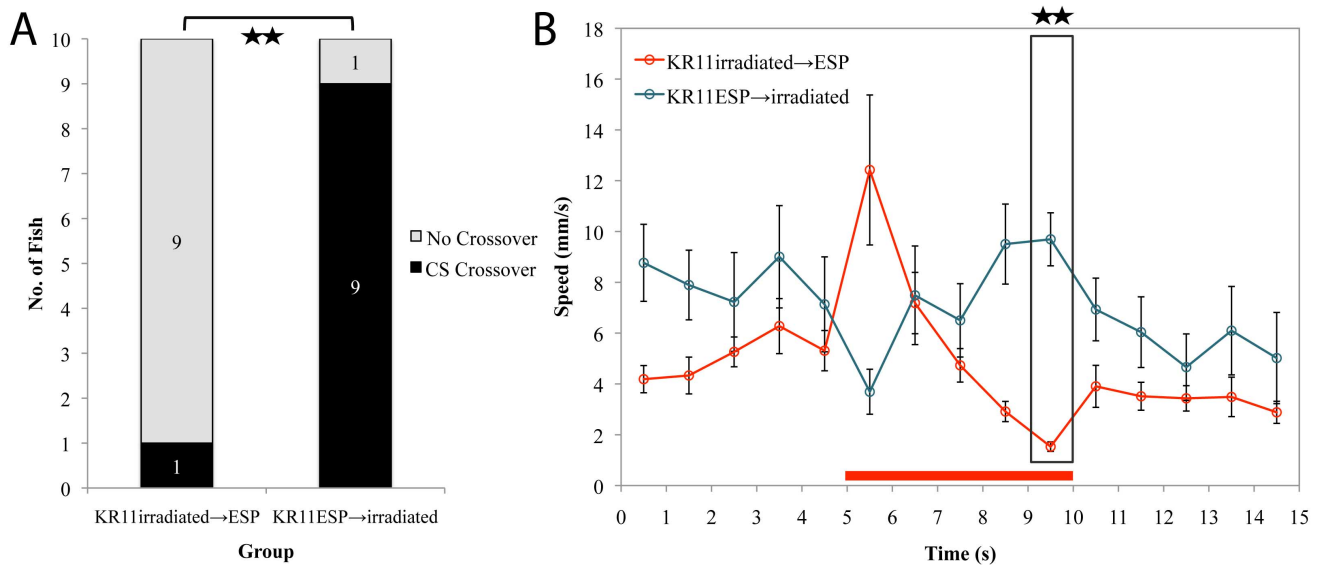 A
★★
10
9
8
7
6
5
4
3
2
1
0
No. of Fish
9
1
1
9
No Crossover
CS Crossover
KR11irradiated→ESP KR11ESP→irradiated
Group
B
★★
KR11irradiated→ESP
KR11ESP→irradiated
18
16
14
12
10
8
6
4
2
0
Speed (mm/s)
0 1 2 3 4 5 6 7 8 9 10 11 12 13 14 15
Time (s)